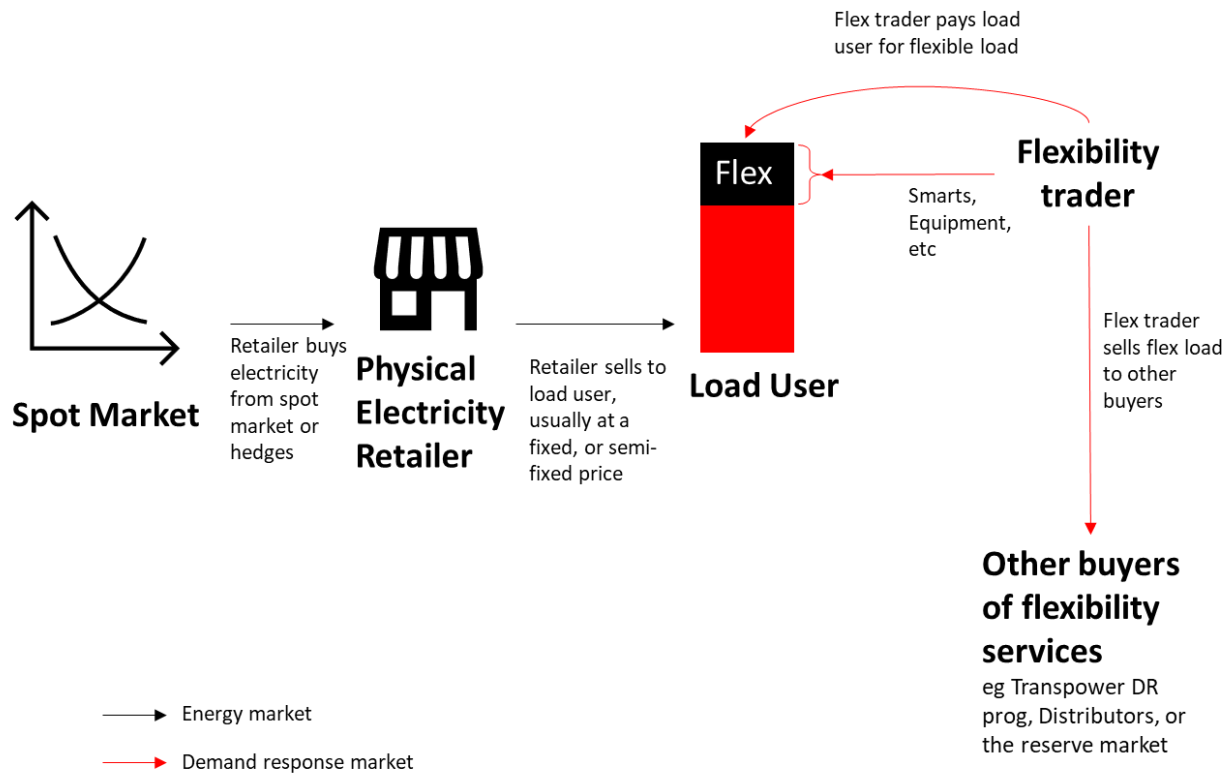 Flex trader pays load
user for flexible load
Flex
Flexibility
trader
Smarts,
Equipment,
etc
Spot Market
Retailer buys
electricity
from spot
market or
hedges
Physical
Electricity
Retailer
Retailer sells to
load user,
usually at a
fixed, or semi-
fixed price
Load User
Flex trader
sells flex load
to other
buyers
Other buyers
of flexibility
services
eg Transpower DR
prog, Distributors, or
the reserve market
Energy market
Demand response market